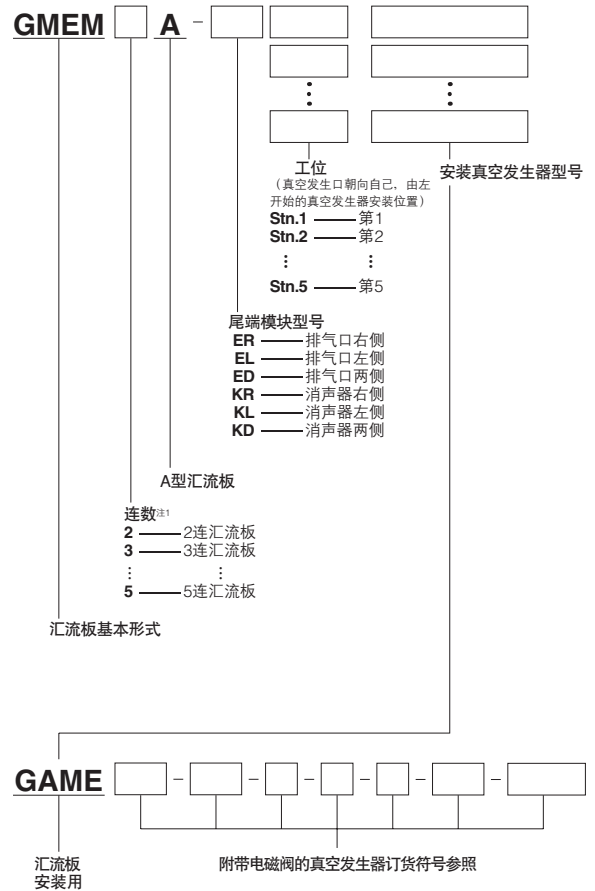 GMEM A -
工位
（真空发生口朝向自己，由左
开始的真空发生器安装位置）
Stn.1 第1
Stn.2 第2
⋮ ⋮
Stn.5 第5
安装真空发生器型号
尾端模块型号
ER 排气口右侧
EL 排气口左侧
ED 排气口两侧
KR 消声器右侧
KL 消声器左侧
KD 消声器两侧
A型汇流板
连数注1
2 2连汇流板
3 3连汇流板
⋮ ⋮
5 5连汇流板
汇流板基本形式
GAME - - - - - -
汇流板
安装用
附带电磁阀的真空发生器订货符号参照